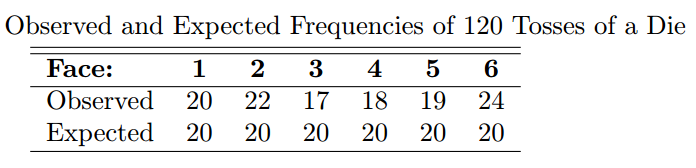 Observed and Expected Frequencies of 120 Tosses of a Die
Face: 1 2 3 4 5 6
Observed 20 22 17 18 19 24
Expected 20 20 20 20 20 20